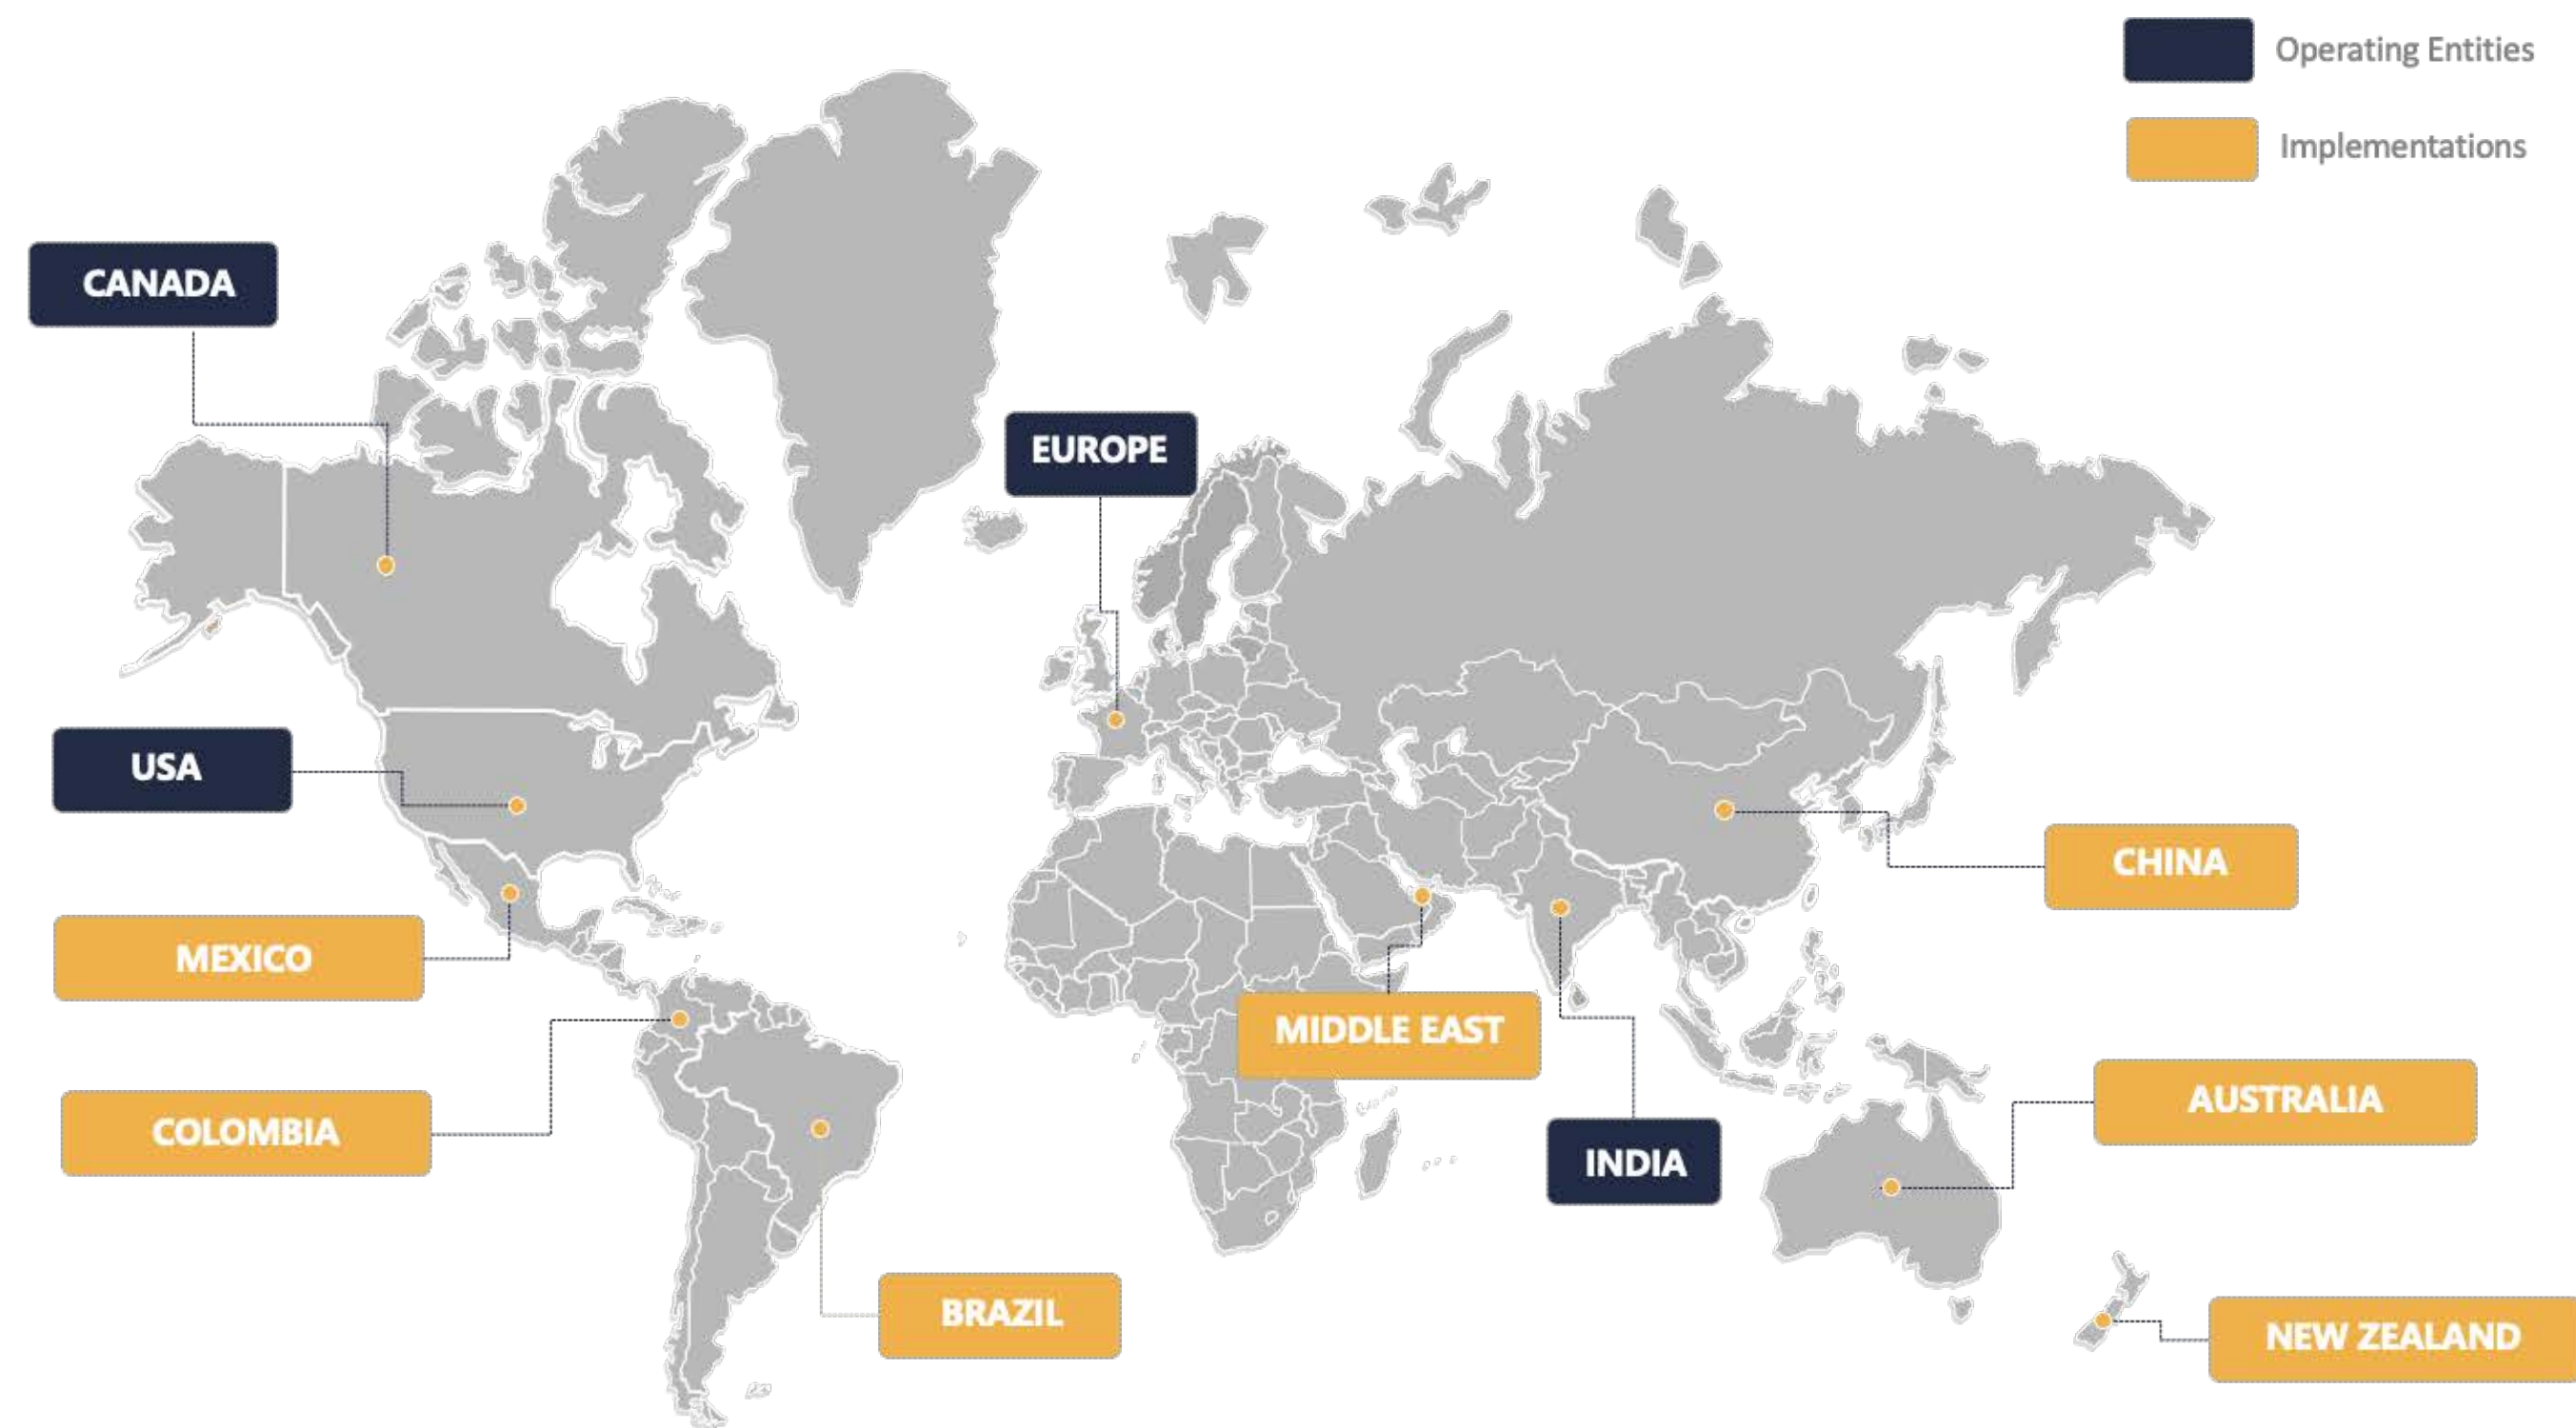 Operating Entities
Implementations
CANADA
EUROPE
USA
CHINA
MEXICO
MIDDLE EAST
COLOMBIA
AUSTRALIA
INDIA
BRAZIL
NEW ZEALAND